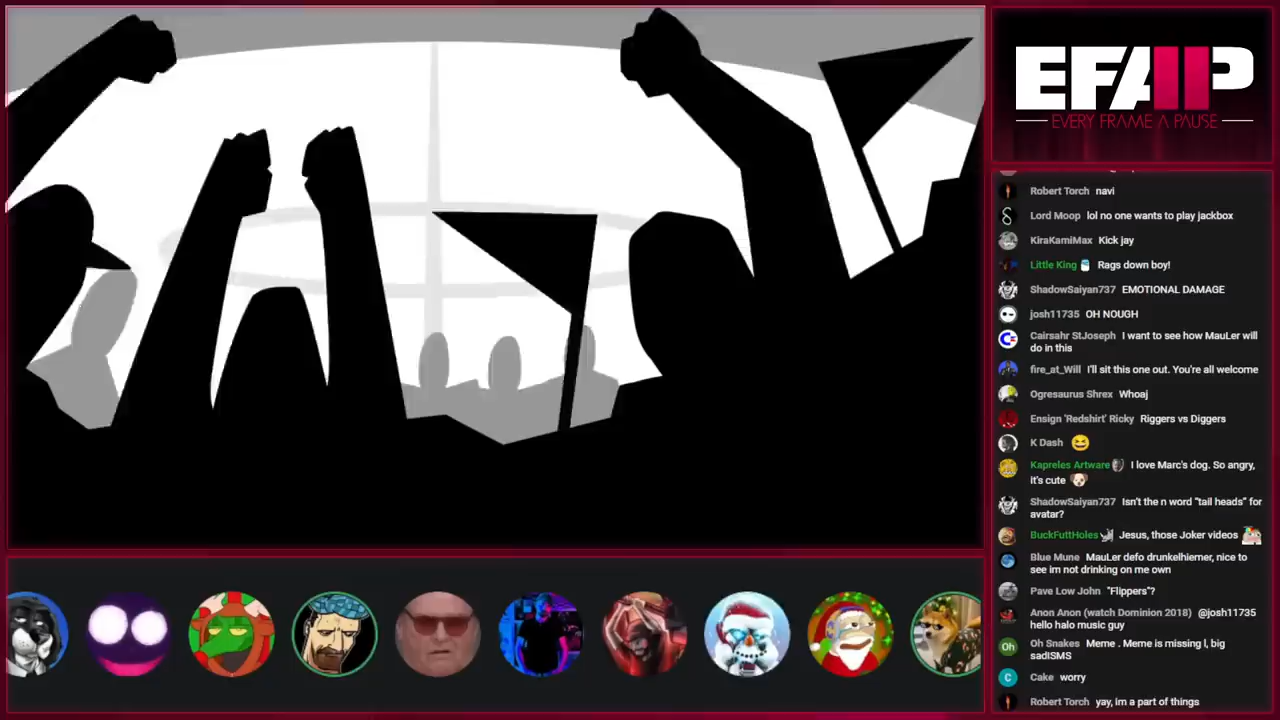 EFAP
EVERY FRAME A PAUSE
Robert Torch navi
Lord Moop lol no one wants to play jackbox
KiraKamiMax Kick jay
Little King Rags down boy!
ShadowSaiyan737 EMOTIONAL DAMAGE
josh11735 OH NOUGH
Cairsahr StJoseph I want to see how MauLer will
do in this
fire_at_Will I'll sit this one out. You're all welcome
Ogresaurus Shrex Whoaj
Ensign 'Redshirt' Ricky Riggers vs Diggers
K Dash
Kapreles Artware I love Marc's dog. So angry,
it's cute
ShadowSaiyan737 Isn't the n word "tail heads" for
avatar?
BuckFuttHoles Jesus, those Joker videos
Blue Mune MauLer defo drunkelhierner, nice to
see im not drinking on me own
Pave Low John "Flippers"?
Anon Anon (watch Dominion 2018) @josh11735
hello halo music guy
Oh
Oh Snakes Meme . Meme is missing l, big
sadISMS
C
Cake worry
Robert Torch yay, im a part of things